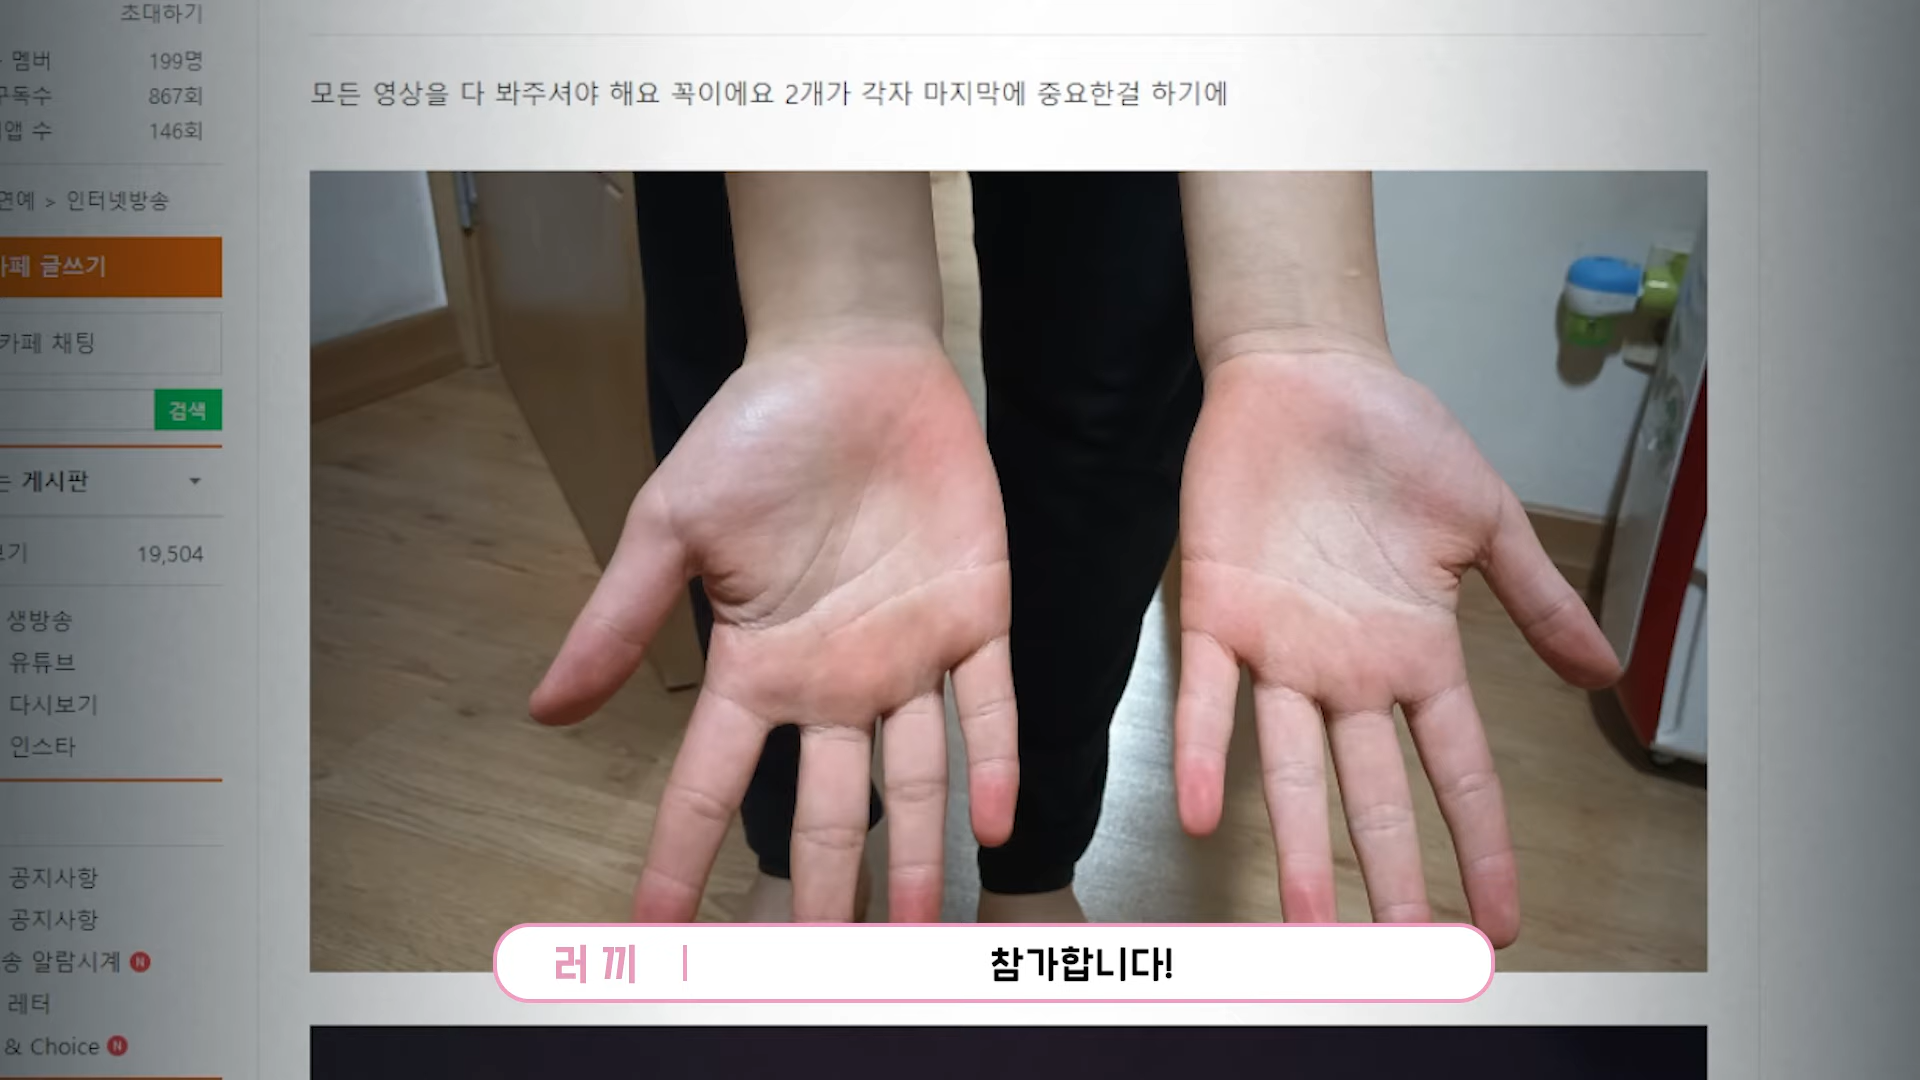 초대하기
멤버 199명
구독수 867회
앱 수 146회
연예 > 인터넷방송
카페 글쓰기
카페 채팅
검색
는 게시판
보기 19,504
생방송
유튜브
다시보기
인스타
공지사항
공지사항
송 알람시계 N
레터
& Choice N
모든 영상을 다 봐주셔야 해요 꼭이에요 2개가 각자 마지막에 중요한걸 하기에
러끼 | 참가합니다!